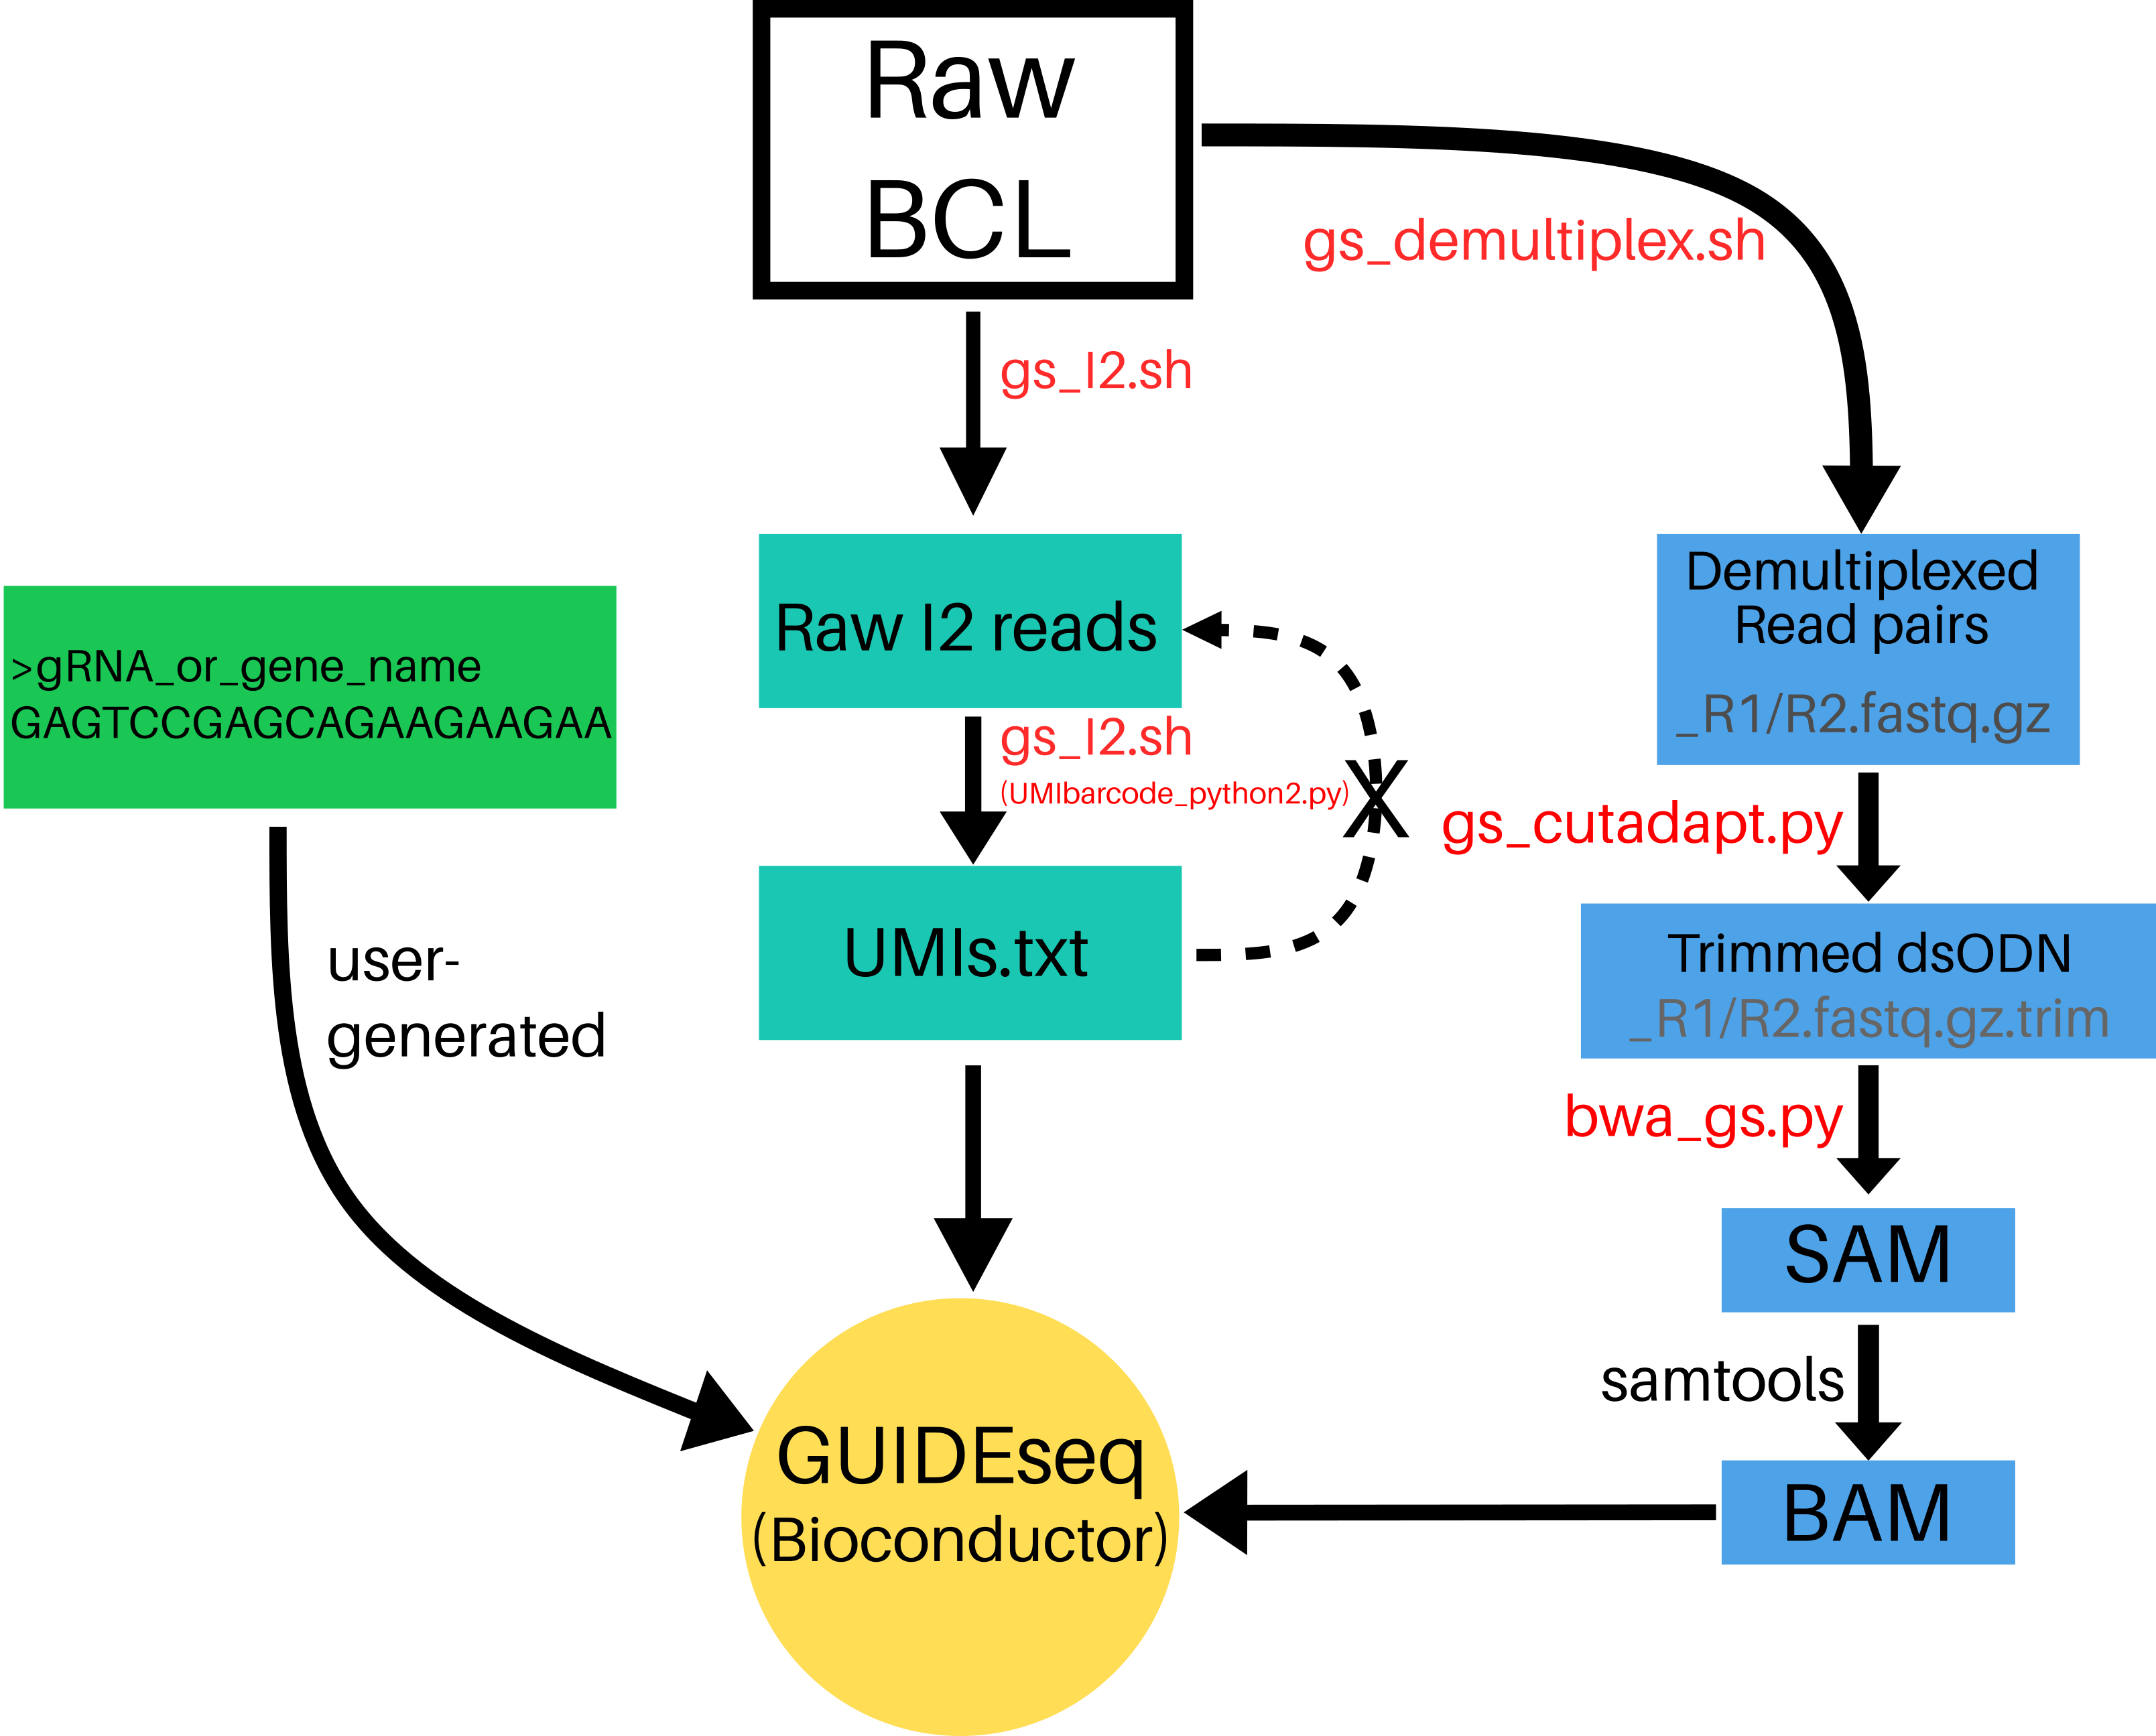 Raw
BCL
gs_demultiplex.sh
gs_I2.sh
Demultiplexed
Read pairs
_R1/R2.fastq.gz
Raw I2 reads
>gRNA_or_gene_name
GAGTCCGAGCAGAAGAAGAA
gs_I2.sh
(UMIbarcode_python2.py)
X
gs_cutadapt.py
UMIs.txt
Trimmed dsODN
_R1/R2.fastq.gz.trim
user-
generated
bwa_gs.py
SAM
samtools
GUIDEseq
(Bioconductor)
BAM